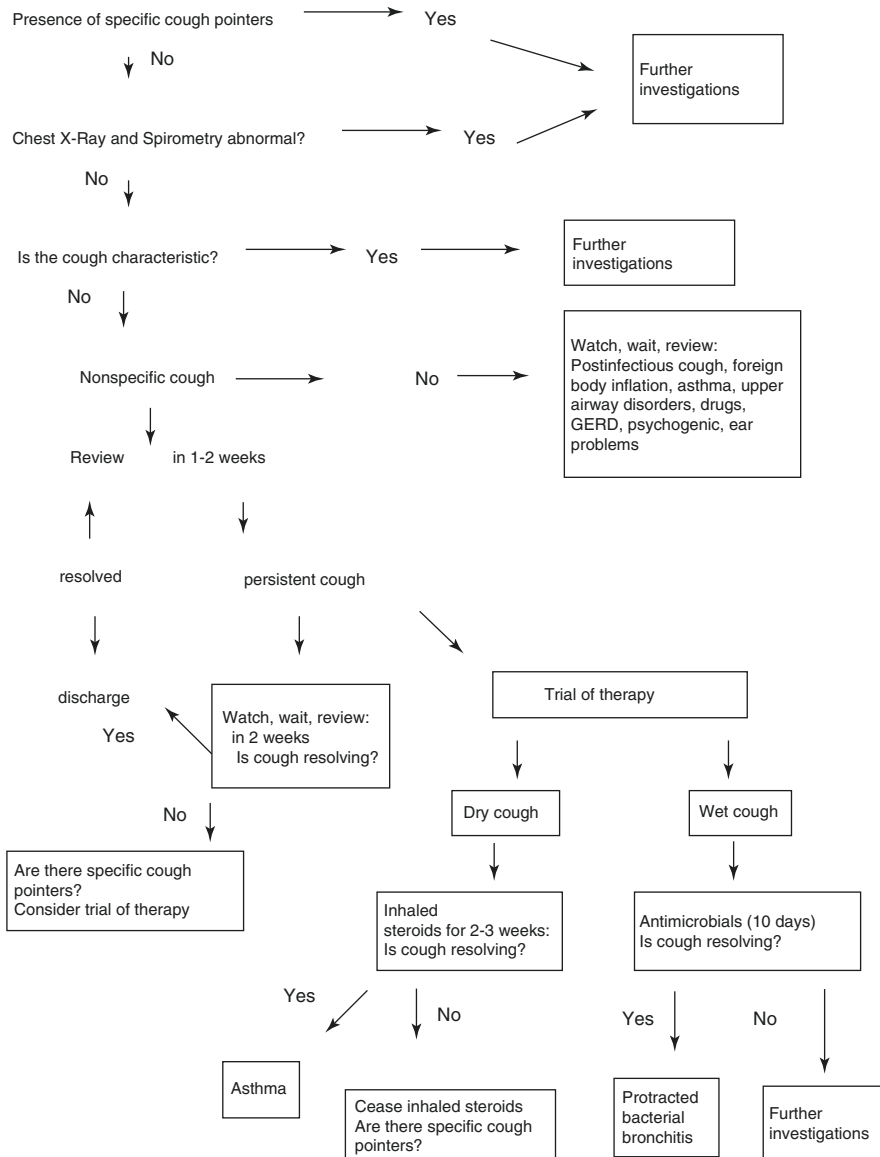 Presence of specific cough pointers
Yes
No
Further
investigations
Chest X-Ray and Spirometry abnormal?
Yes
No
Is the cough characteristic?
Yes
Further
investigations
No
Nonspecific cough
No
Watch, wait, review:
Postinfectious cough, foreign
body inflation, asthma, upper
airway disorders, drugs,
GERD, psychogenic, ear
problems
Review in 1-2 weeks
resolved
persistent cough
discharge
Yes
Watch, wait, review:
in 2 weeks
Is cough resolving?
Trial of therapy
No
Dry cough
Wet cough
Are there specific cough
pointers?
Consider trial of therapy
Inhaled
steroids for 2-3 weeks:
Is cough resolving?
Antimicrobials (10 days)
Is cough resolving?
Yes
No
Yes
No
Asthma
Cease inhaled steroids
Are there specific cough
pointers?
Protracted
bacterial
bronchitis
Further
investigations